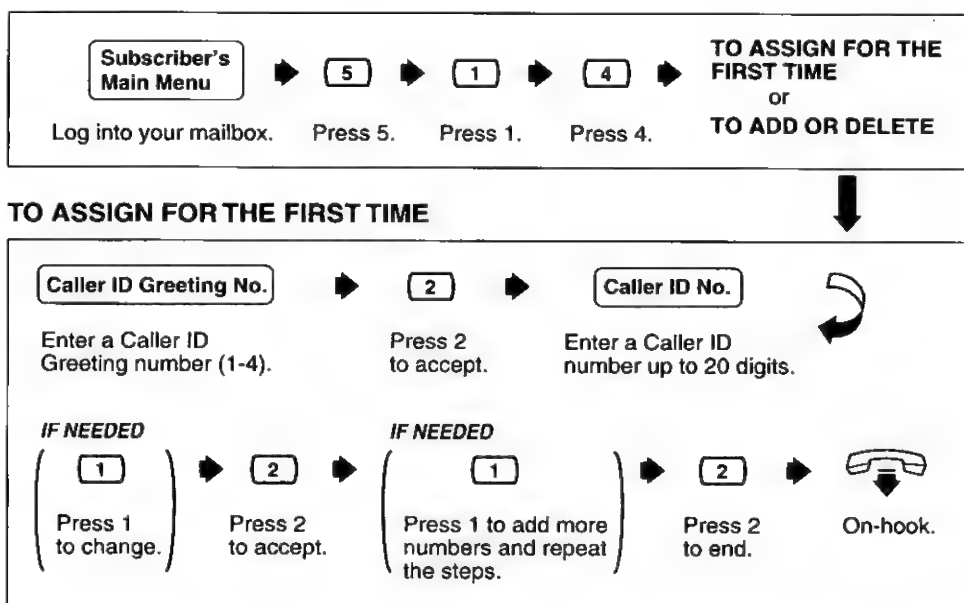 Subscriber's
Main Menu
5
1
4
TO ASSIGN FOR THE
FIRST TIME
or
TO ADD OR DELETE
Log into your mailbox.
Press 5.
Press 1.
Press 4.
TO ASSIGN FOR THE FIRST TIME
Caller ID Greeting No.
2
Caller ID No.
Enter a Caller ID
Greeting number (1-4).
Press 2
to accept.
Enter a Caller ID
number up to 20 digits.
IF NEEDED
1
Press 1
to change.
2
Press 2
to accept.
IF NEEDED
1
Press 1 to add more
numbers and repeat
the steps.
2
Press 2
to end.
On-hook.